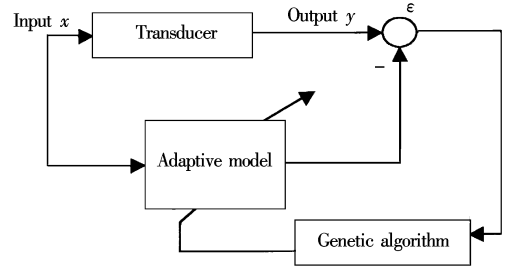 Input x
Transducer
Output y
ε
−
Adaptive model
Genetic algorithm